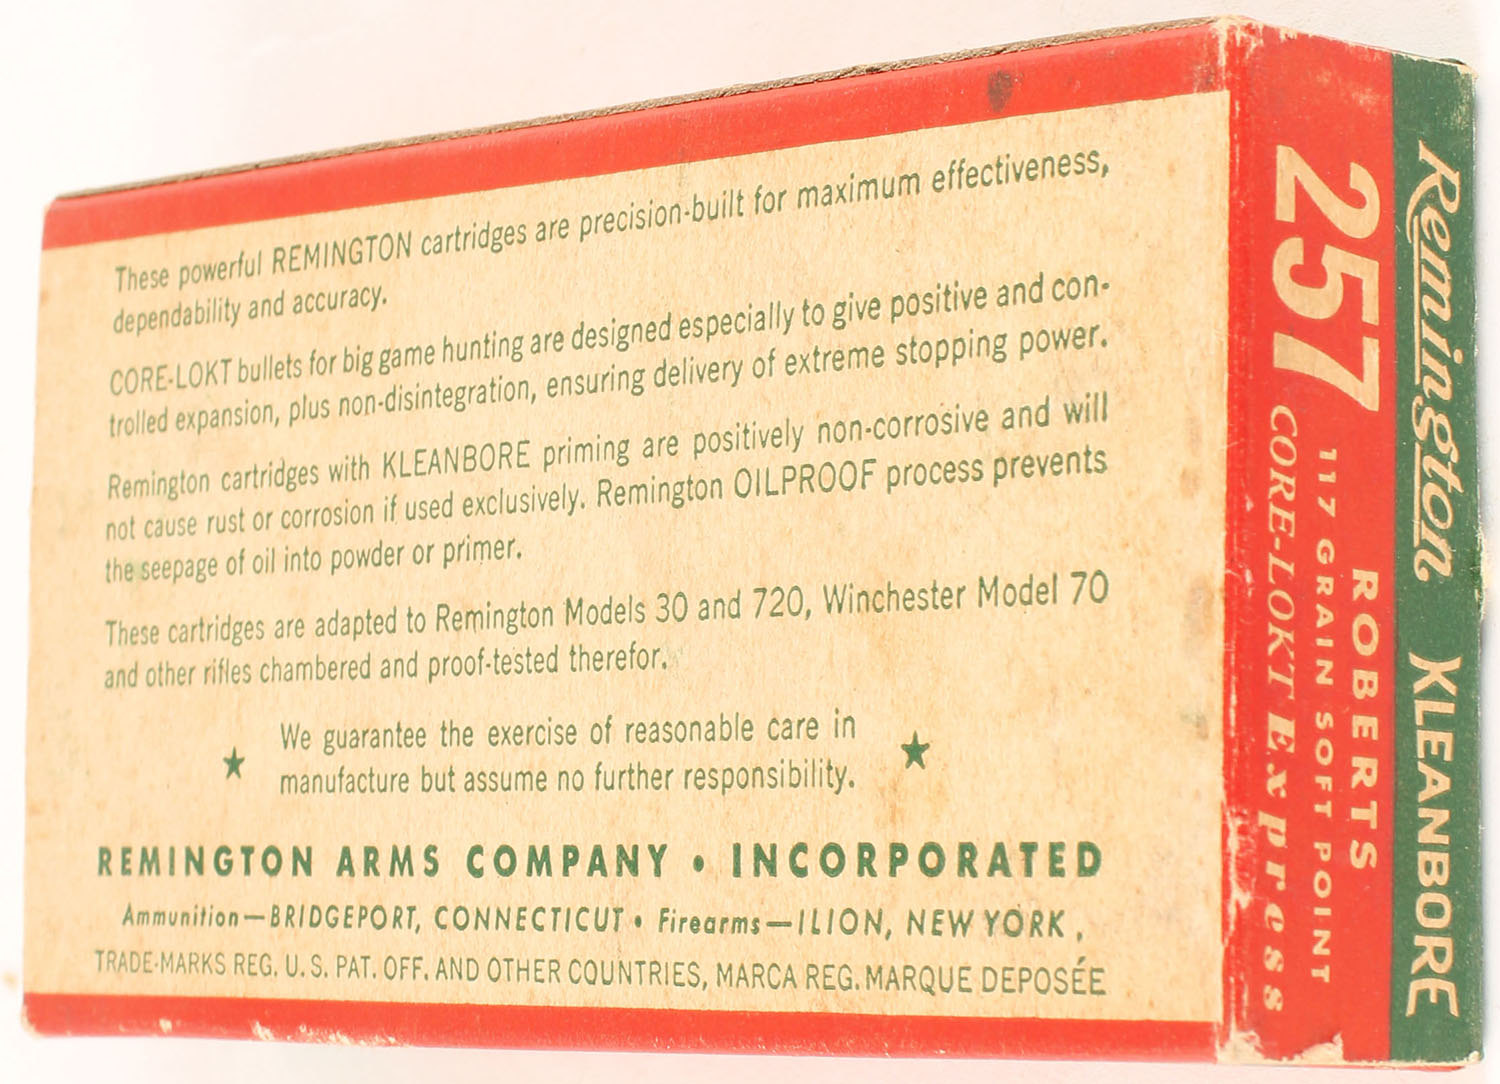 These powerful REMINGTON cartridges are precision-built for maximum effectiveness,
dependability and accuracy.
CORE-LOKT bullets for big game hunting are designed especially to give positive and con-
trolled expansion, plus non-disintegration, ensuring delivery of extreme stopping power.
Remington cartridges with KLEANBORE priming are positively non-corrosive and will
not cause rust or corrosion if used exclusively. Remington OILPROOF process prevents
the seepage of oil into powder or primer.
These cartridges are adapted to Remington Models 30 and 720, Winchester Model 70
and other rifles chambered and proof-tested therefor.
★ We guarantee the exercise of reasonable care in ★
manufacture but assume no further responsibility.
REMINGTON ARMS COMPANY • INCORPORATED
Ammunition—BRIDGEPORT, CONNECTICUT • Firearms—ILION, NEW YORK,
TRADE-MARKS REG. U. S. PAT. OFF. AND OTHER COUNTRIES, MARCA REG. MARQUE DEPOSÉE
Remington KLEANBORE
257 ROBERTS
117 GRAIN SOFT POINT
CORE-LOKT Express